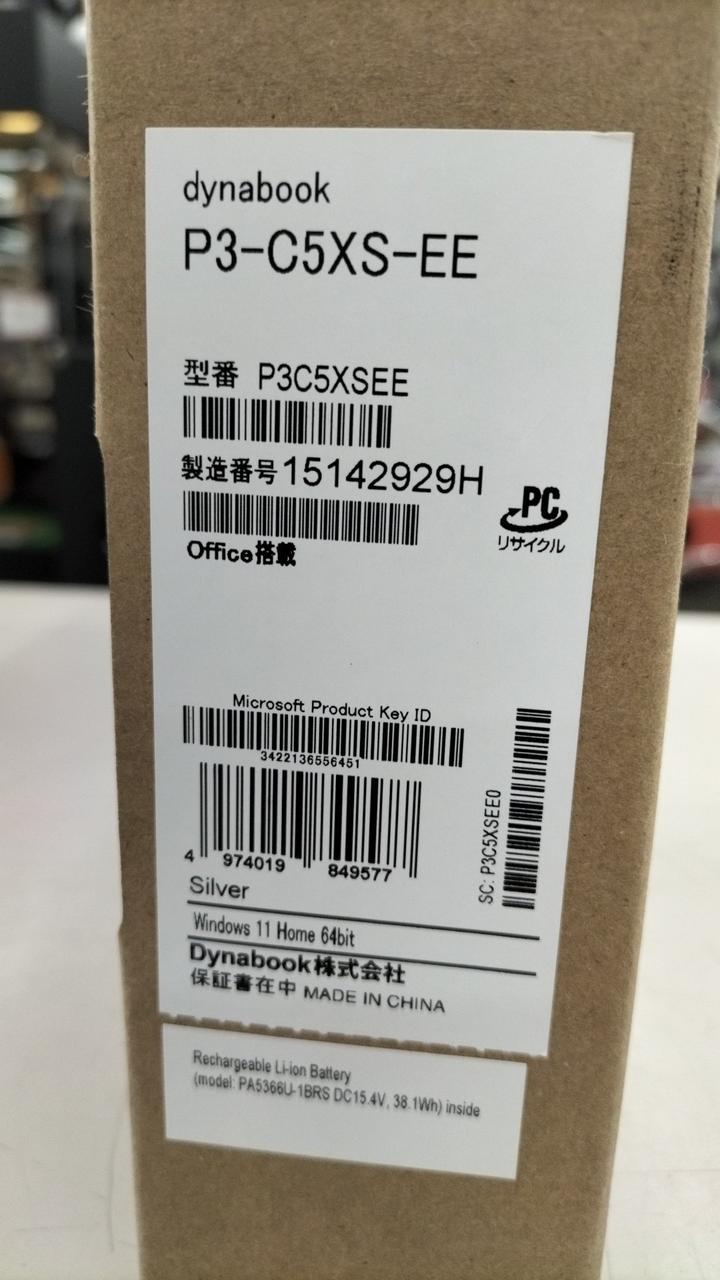 dynabook
P3-C5XS-EE
型番 P3C5XSEE
製造番号15142929H
PC
リサイクル
Office搭載
Microsoft Product Key ID
3422136556451
4 974019 849577
SC: P3C5XSEE0
Silver
Windows 11 Home 64bit
Dynabook株式会社
保証書在中 MADE IN CHINA
Rechargeable Li-ion Battery
(model: PA5366U-1BRS DC15.4V, 38.1Wh) inside